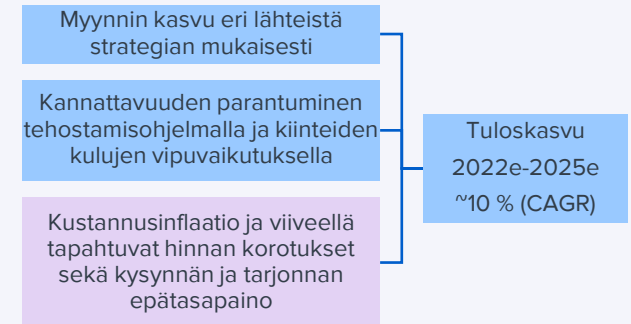 Myynnin kasvu eri lähteistä
strategian mukaisesti
Kannattavuuden parantuminen
tehostamisohjelmalla ja kiinteiden
kulujen vipuvaikutuksella
Tuloskasvu
2022e-2025e
~10 % (CAGR)
Kustannusinflaatio ja viiveellä
tapahtuvat hinnan korotukset
sekä kysynnän ja tarjonnan
epätasapaino